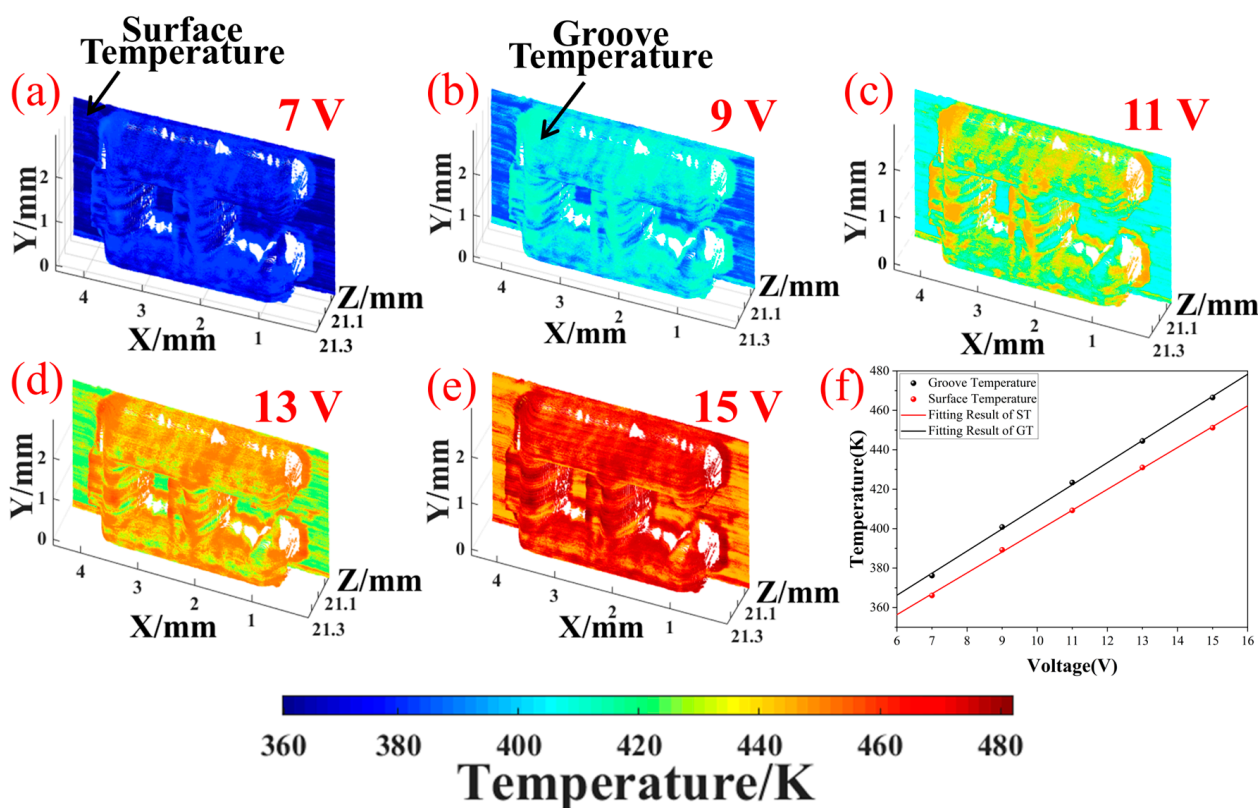 Surface
Temperature
(a)
7 V
Y/mm
2
1
0
4
3
2
1
X/mm
Z/mm
21.1
21.3
Groove
Temperature
(b)
9 V
Y/mm
2
1
0
4
3
2
1
X/mm
Z/mm
21.1
21.3
(c)
11 V
Y/mm
2
1
0
4
3
2
1
X/mm
Z/mm
21.1
21.3
(d)
13 V
Y/mm
2
1
0
4
3
2
1
X/mm
Z/mm
21.1
21.3
(e)
15 V
Y/mm
2
1
0
4
3
2
1
X/mm
Z/mm
21.1
21.3
(f)
Groove Temperature
Surface Temperature
Fitting Result of ST
Fitting Result of GT
Temperature(K)
480
460
440
420
400
380
360
6 7 8 9 10 11 12 13 14 15 16
Voltage(V)
360 380 400 420 440 460 480
Temperature/K